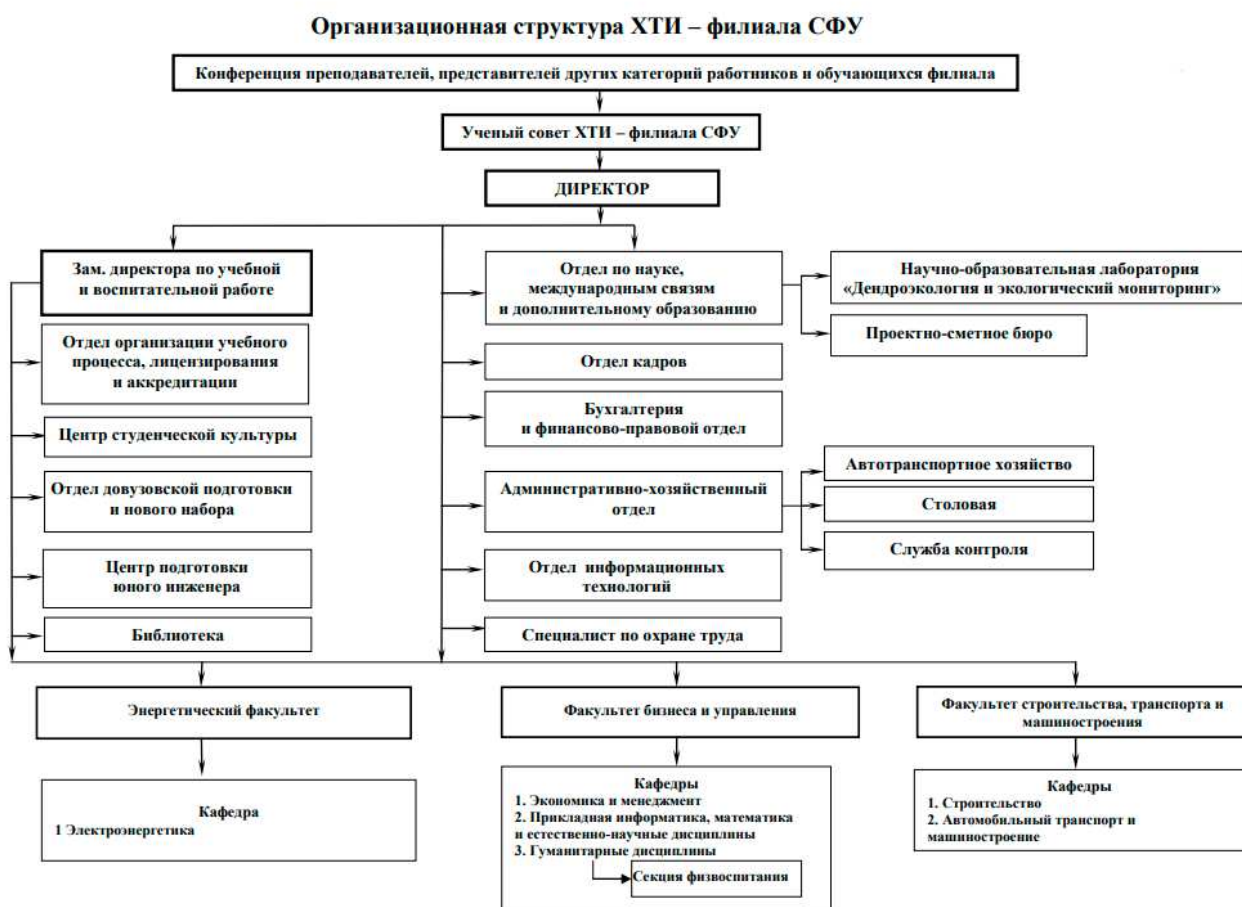 Организационная структура ХТИ – филиала СФУ
Конференция преподавателей, представителей других категорий работников и обучающихся филиала
Ученый совет ХТИ – филиала СФУ
ДИРЕКТОР
Зам. директора по учебной
и воспитательной работе
Отдел организации учебного
процесса, лицензирования
и аккредитации
Центр студенческой культуры
Отдел довузовской подготовки
и нового набора
Центр подготовки
юного инженера
Библиотека
Отдел по науке,
международным связям
и дополнительному образованию
Научно-образовательная лаборатория
«Дендроэкология и экологический мониторинг»
Проектно-сметное бюро
Отдел кадров
Бухгалтерия
и финансово-правовой отдел
Административно-хозяйственный
отдел
Автотранспортное хозяйство
Столовая
Служба контроля
Отдел информационных
технологий
Специалист по охране труда
Энергетический факультет
Кафедра
1 Электроэнергетика
Факультет бизнеса и управления
Кафедры
1. Экономика и менеджмент
2. Прикладная информатика, математика
и естественно-научные дисциплины
3. Гуманитарные дисциплины
Секция физвоспитания
Факультет строительства, транспорта и
машиностроения
Кафедры
1. Строительство
2. Автомобильный транспорт и
машиностроение